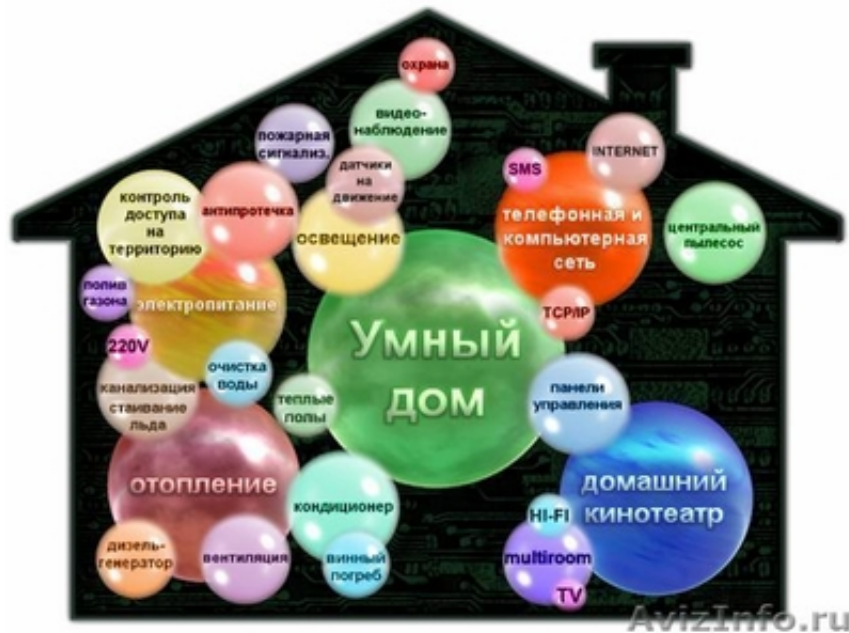 охрана
видео-
наблюдение
пожарная
сигнализ.
датчики
на
движение
INTERNET
SMS
контроль
доступа
на
территорию
антипротечка
освещение
телефонная и
компьютерная
сеть
центральный
пылесос
полив
газона
электропитание
TCP/IP
220V
Умный
дом
очистка
воды
канализация
стаивание
льда
теплые
полы
панели
управления
отопление
кондиционер
домашний
кинотеатр
HI-FI
дизель-
генератор
вентиляция
винный
погреб
multiroom
TV
AvizInfo.ru